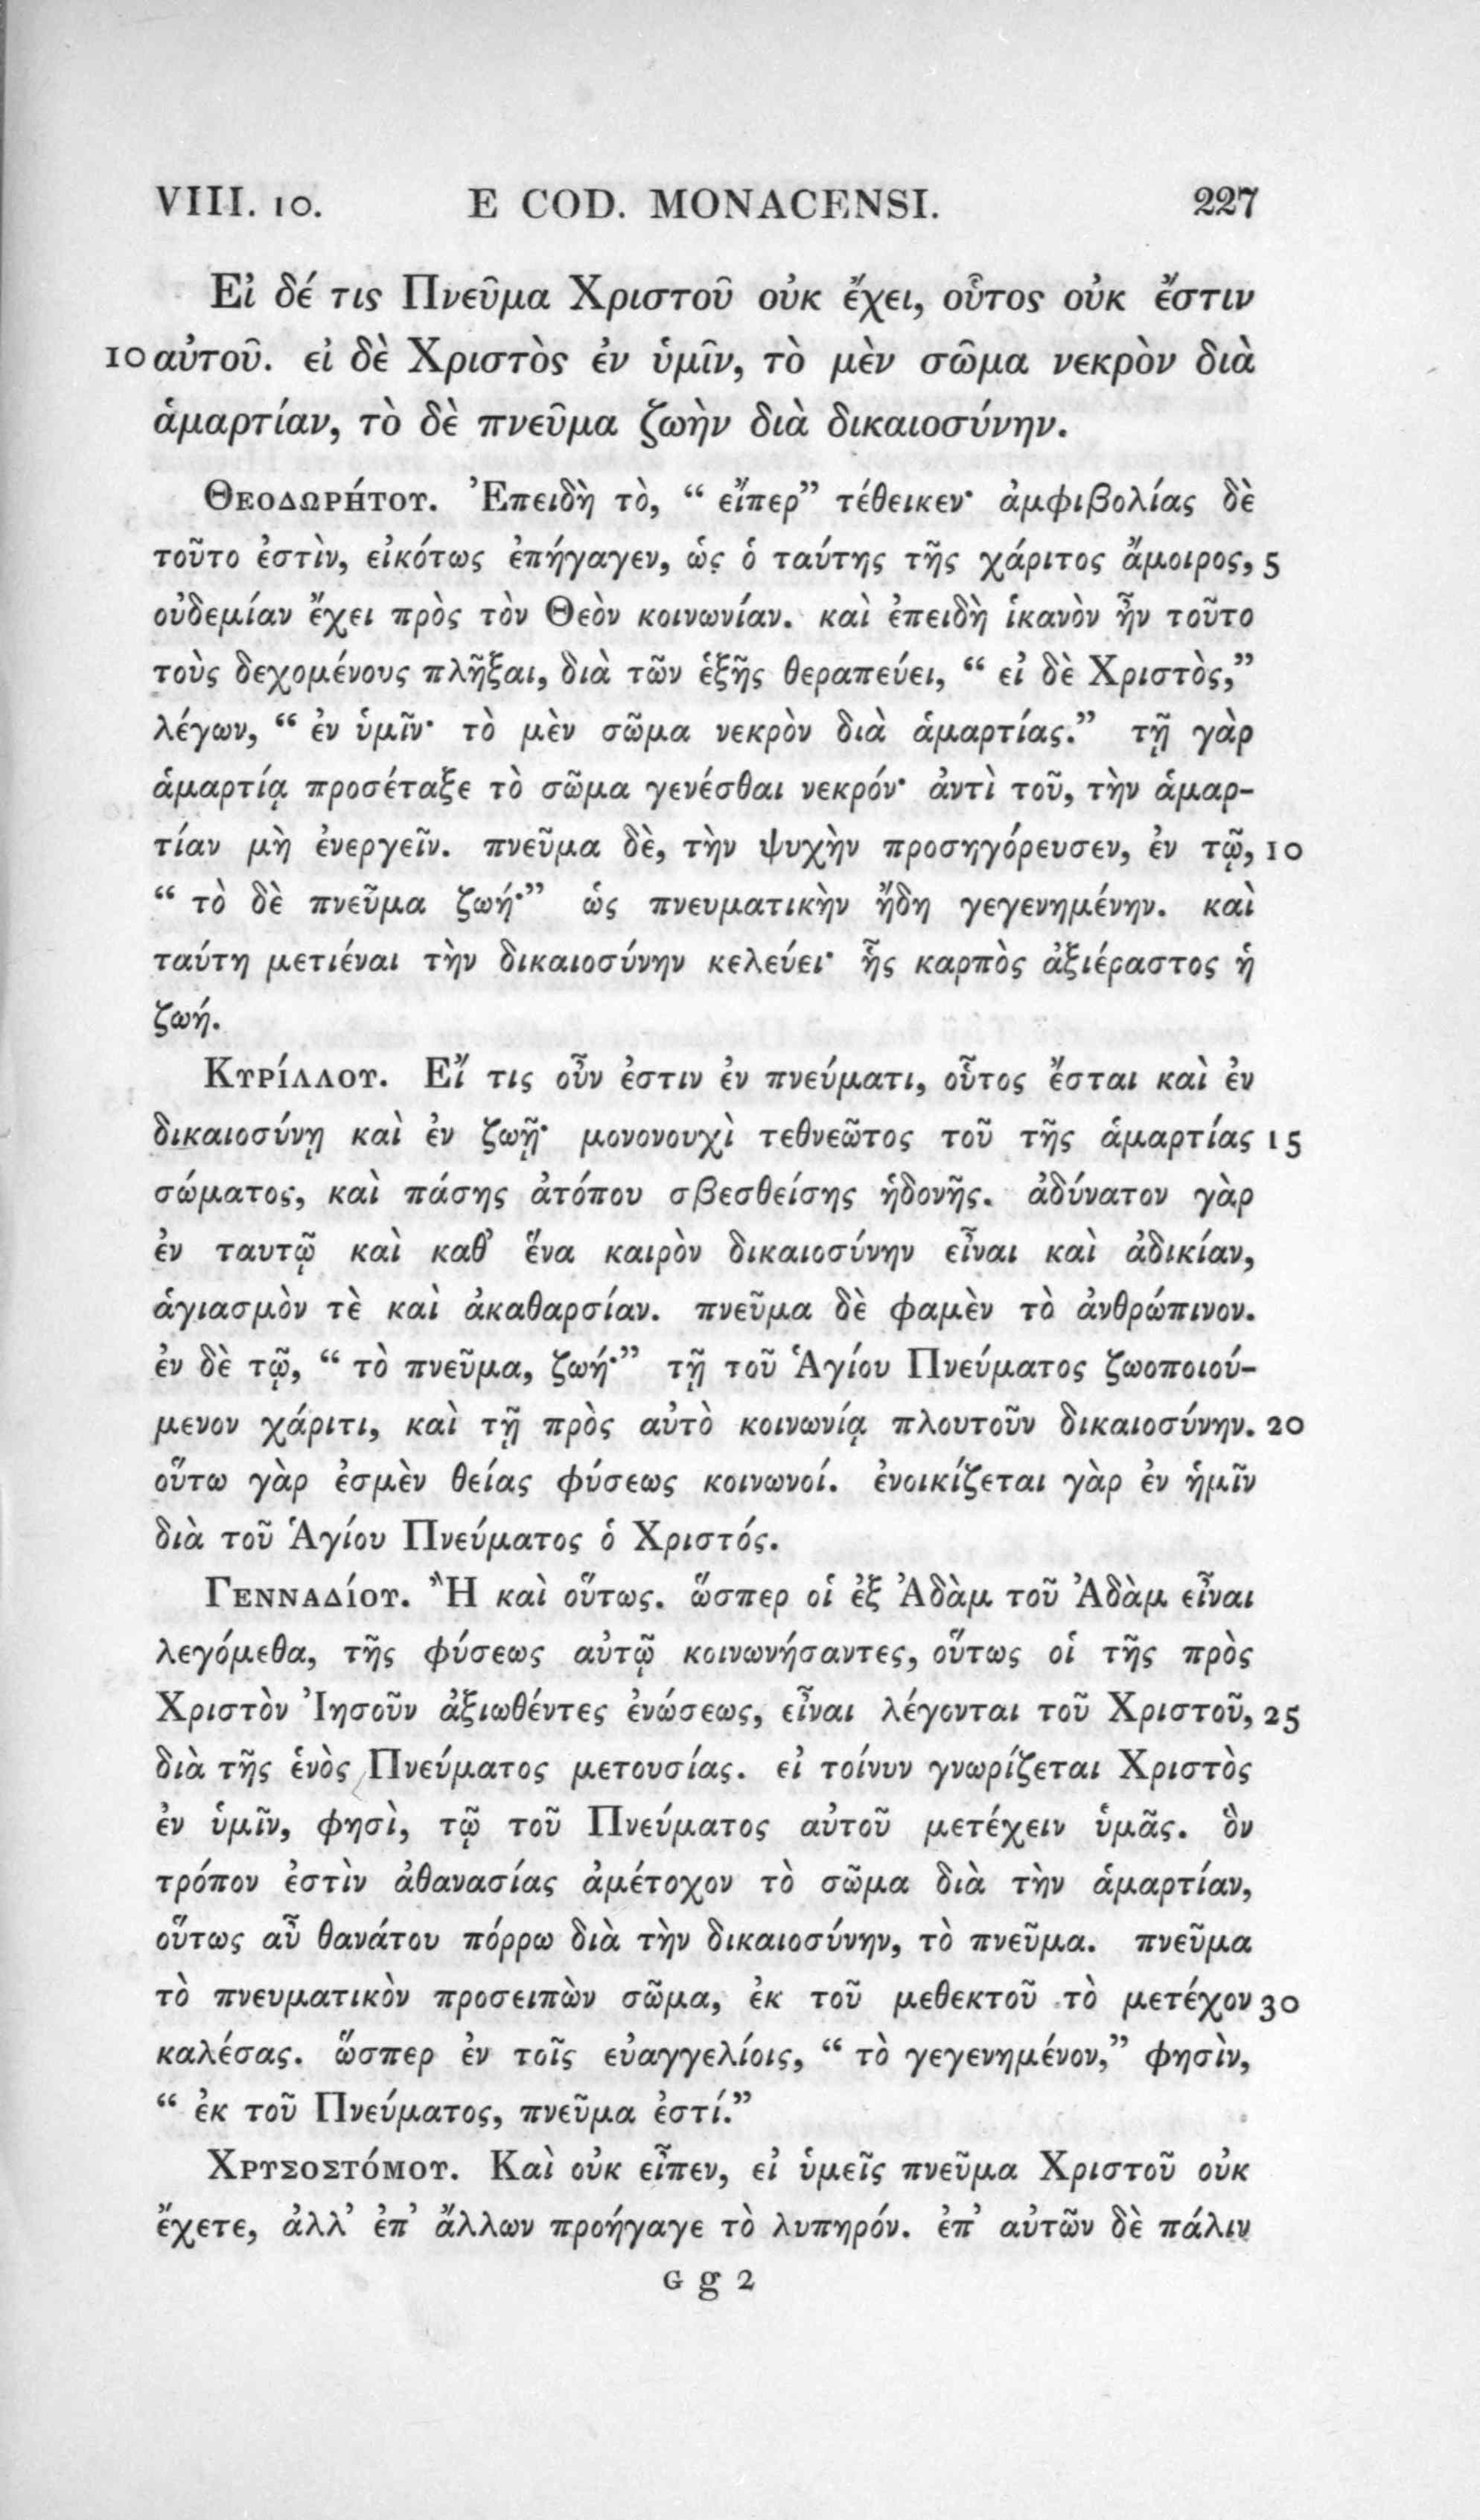 VIII. 10. E COD. MONACENSI. 227
Εἰ δέ τις Πνεῦμα Χριστοῦ οὐκ ἔχει, οὗτος οὐκ ἔστιν
10 αὐτοῦ. εἰ δὲ Χριστὸς ἐν ὑμῖν, τὸ μὲν σῶμα νεκρὸν διὰ
ἁμαρτίαν, τὸ δὲ πνεῦμα ζωὴν διὰ δικαιοσύνην.
Θεοδωρήτου. Ἐπειδὴ τὸ, “ εἴπερ” τέθεικεν· ἀμφιβολίας δὲ
τοῦτο ἐστὶν, εἰκότως ἐπήγαγεν, ὡς ὁ ταύτης τῆς χάριτος ἄμοιρος, 5
οὐδεμίαν ἔχει πρὸς τὸν Θεὸν κοινωνίαν. καὶ ἐπειδὴ ἱκανὸν ἦν τοῦτο
τοὺς δεχομένους πλῆξαι, διὰ τῶν ἑξῆς θεραπεύει, “ εἰ δὲ Χριστὸς,”
λέγων, “ ἐν ὑμῖν· τὸ μὲν σῶμα νεκρὸν διὰ ἁμαρτίας.” τῇ γὰρ
ἁμαρτίᾳ προσέταξε τὸ σῶμα γενέσθαι νεκρόν· ἀντὶ τοῦ, τὴν ἁμαρ-
τίαν μὴ ἐνεργεῖν. πνεῦμα δὲ, τὴν ψυχὴν προσηγόρευσεν, ἐν τῷ, 10
“ τὸ δὲ πνεῦμα ζωή·” ὡς πνευματικὴν ἤδη γεγενημένην. καὶ
ταύτη μετιέναι τὴν δικαιοσύνην κελεύει· ἧς καρπὸς ἀξιέραστος ἡ
ζωή.
Κυρίλλου. Εἴ τις οὖν ἐστιν ἐν πνεύματι, οὗτος ἔσται καὶ ἐν
δικαιοσύνῃ καὶ ἐν ζωῇ· μονονουχὶ τεθνεῶτος τοῦ τῆς ἁμαρτίας 15
σώματος, καὶ πάσης ἀτόπου σβεσθείσης ἡδονῆς. ἀδύνατον γὰρ
ἐν ταυτῷ καὶ καθ’ ἕνα καιρὸν δικαιοσύνην εἶναι καὶ ἀδικίαν,
ἁγιασμὸν τὲ καὶ ἀκαθαρσίαν. πνεῦμα δὲ φαμὲν τὸ ἀνθρώπινον.
ἐν δὲ τῷ, “ τὸ πνεῦμα, ζωή·” τῇ τοῦ Ἁγίου Πνεύματος ζωοποιού-
μενον χάριτι, καὶ τῇ πρὸς αὐτὸ κοινωνίᾳ πλουτοῦν δικαιοσύνην. 20
οὕτω γὰρ ἐσμὲν θείας φύσεως κοινωνοί. ἐνοικίζεται γὰρ ἐν ἡμῖν
διὰ τοῦ Ἁγίου Πνεύματος ὁ Χριστός.
Γενναδίου. Ἢ καὶ οὕτως. ὥσπερ οἱ ἐξ Ἀδὰμ τοῦ Ἀδὰμ εἶναι
λεγόμεθα, τῆς φύσεως αὐτῷ κοινωνήσαντες, οὕτως οἱ τῆς πρὸς
Χριστὸν Ἰησοῦν ἀξιωθέντες ἑνώσεως, εἶναι λέγονται τοῦ Χριστοῦ, 25
διὰ τῆς ἑνὸς Πνεύματος μετουσίας. εἰ τοίνυν γνωρίζεται Χριστὸς
ἐν ὑμῖν, φησὶ, τῷ τοῦ Πνεύματος αὐτοῦ μετέχειν ὑμᾶς. ὃν
τρόπον ἐστὶν ἀθανασίας ἀμέτοχον τὸ σῶμα διὰ τὴν ἁμαρτίαν,
οὕτως αὖ θανάτου πόρρω διὰ τὴν δικαιοσύνην, τὸ πνεῦμα. πνεῦμα
τὸ πνευματικὸν προσειπὼν σῶμα, ἐκ τοῦ μεθεκτοῦ τὸ μετέχον 30
καλέσας. ὥσπερ ἐν τοῖς εὐαγγελίοις, “ τὸ γεγενημένον,” φησὶν,
“ ἐκ τοῦ Πνεύματος, πνεῦμα ἐστί.”
Χρυσοστόμου. Καὶ οὐκ εἶπεν, εἰ ὑμεῖς πνεῦμα Χριστοῦ οὐκ
ἔχετε, ἀλλ’ ἐπ’ ἄλλων προήγαγε τὸ λυπηρόν. ἐπ’ αὐτῶν δὲ πάλιν
G g 2